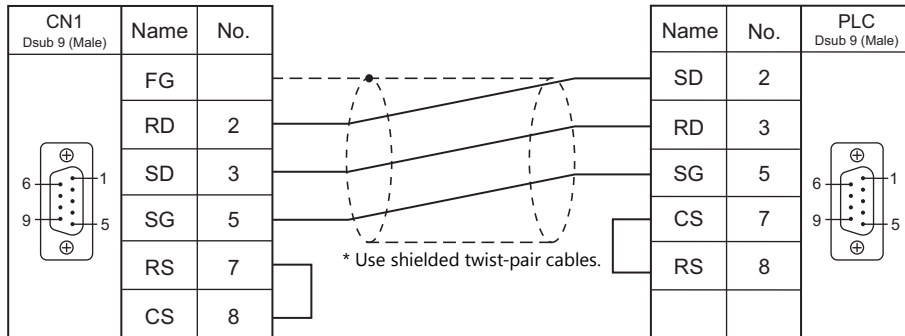 CN1
Dsub 9 (Male)
Name No.
FG
RD 2
SD 3
SG 5
RS 7
CS 8
6 1
9 5
* Use shielded twist-pair cables.
Name No.
PLC
Dsub 9 (Male)
SD 2
RD 3
SG 5
CS 7
RS 8
6 1
9 5